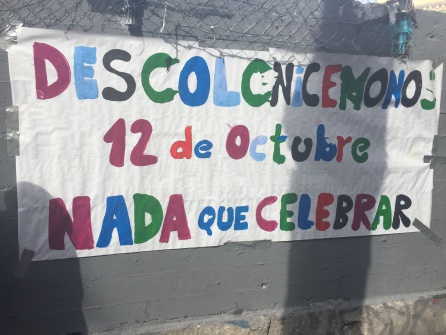 DESCOLONICEMONOS
12 de Octubre
NADA QUE CELEBRAR